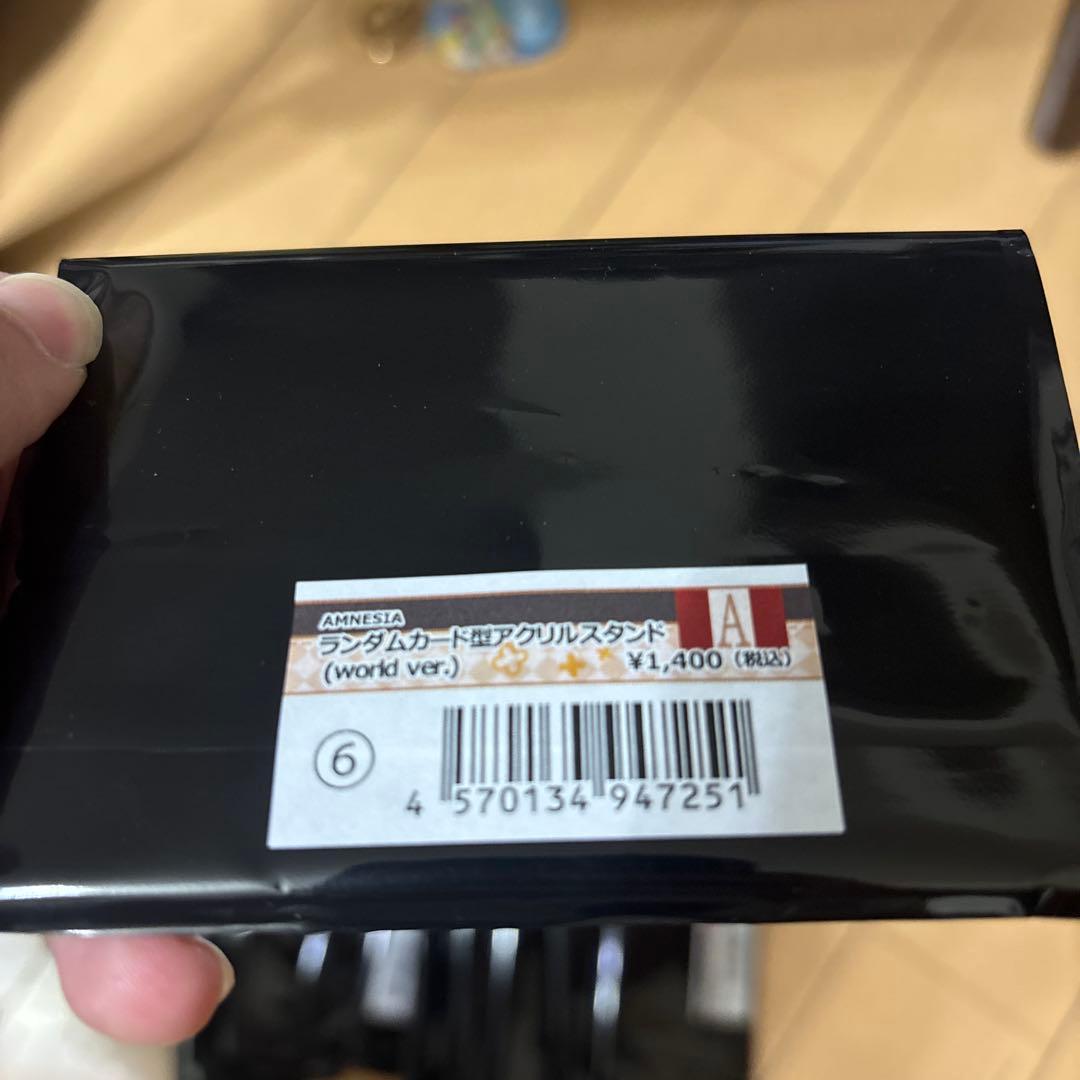 AMNESIA
ランダムカード型アクリルスタンド
(world ver.)
¥1,400 (税込)
A
⑥
4 570134 947251